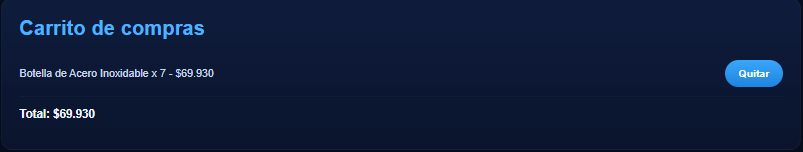 Carrito de compras
Botella de Acero Inoxidable x 7 - $69.930
Quitar
Total: $69.930